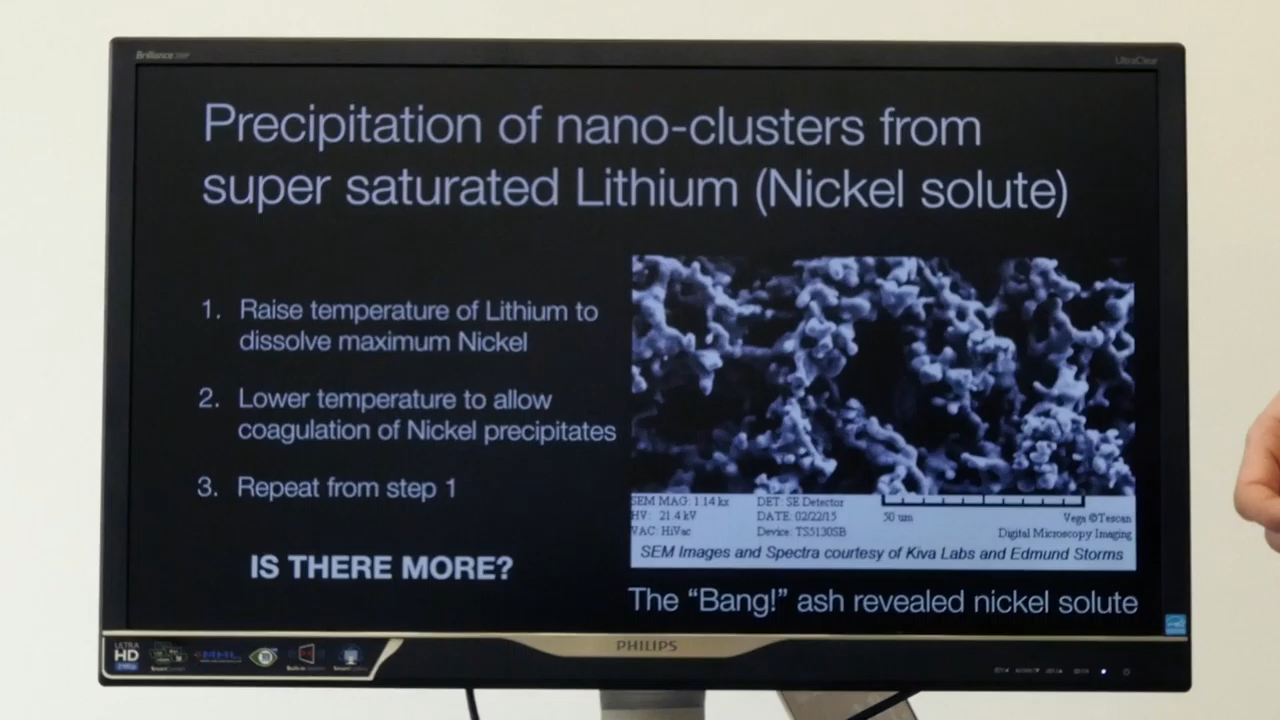 Brilliance
UltraClear
Precipitation of nano-clusters from
super saturated Lithium (Nickel solute)
1. Raise temperature of Lithium to
dissolve maximum Nickel
2. Lower temperature to allow
coagulation of Nickel precipitates
3. Repeat from step 1
IS THERE MORE?
SEM MAG: 1.14 kx
DET: SE Detector
HV: 21.4 kV
DATE: 02/22/15
50 um
Vega ©Tescan
VAC: HiVac
Device: TS5130SB
Digital Microscopy Imaging
SEM Images and Spectra courtesy of Kiva Labs and Edmund Storms
The “Bang!” ash revealed nickel solute
PHILIPS
ULTRA
HD
MHL